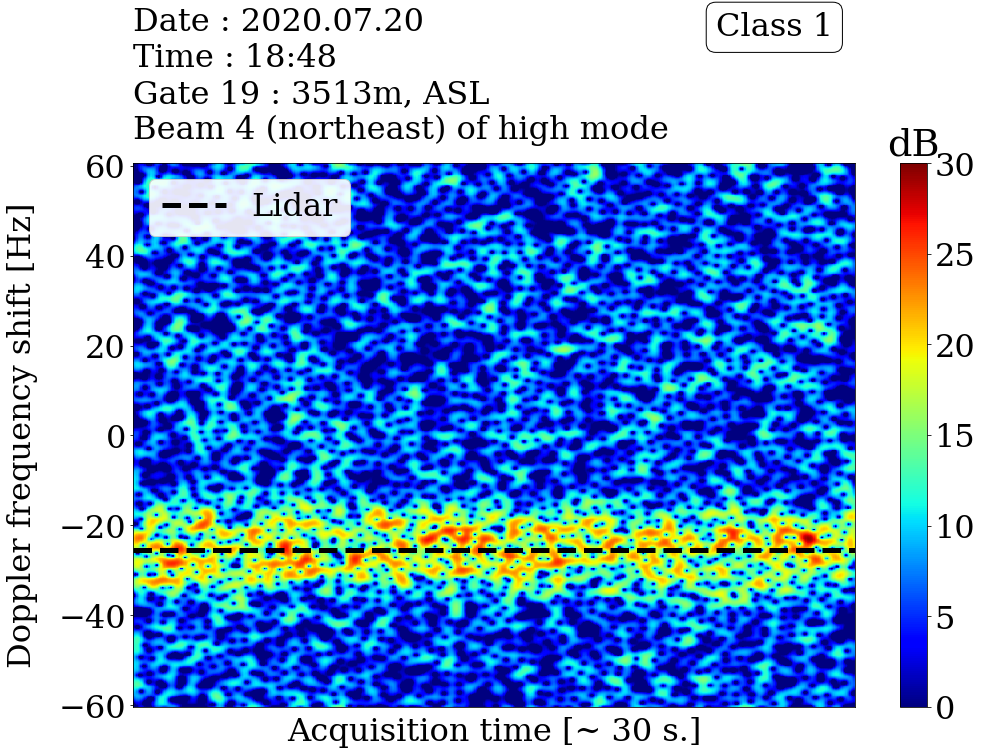 Date : 2020.07.20
Time : 18:48
Gate 19 : 3513m, ASL
Beam 4 (northeast) of high mode
Class 1
dB
Lidar
Doppler frequency shift [Hz]
60
40
20
0
−20
−40
−60
30
25
20
15
10
5
0
Acquisition time [~ 30 s.]